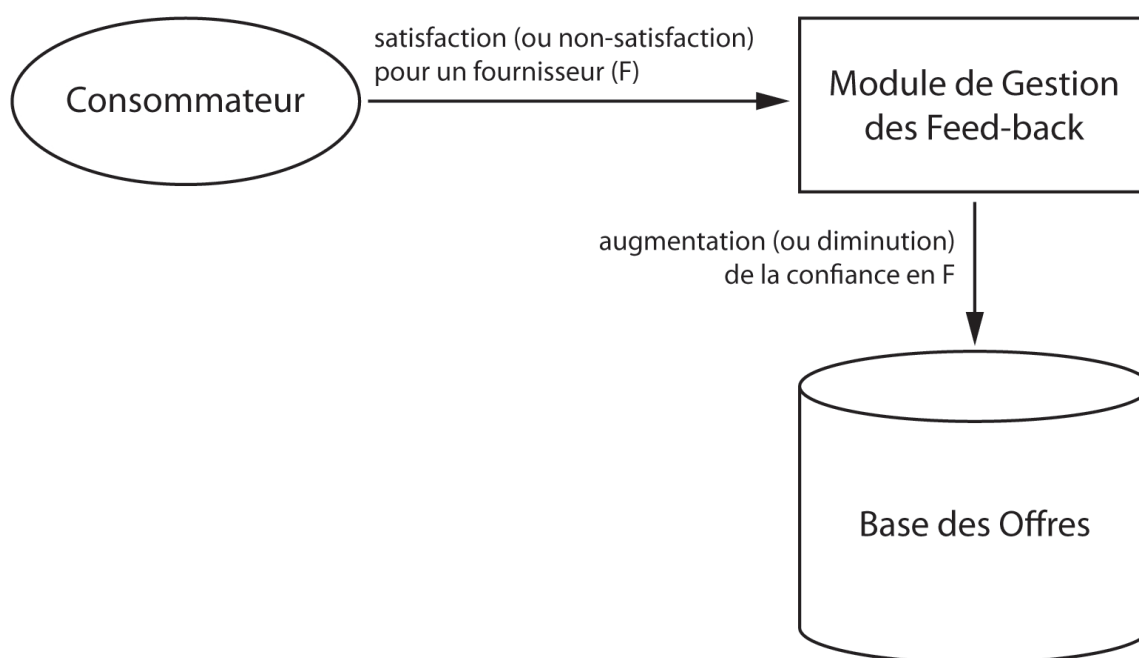 Consommateur
satisfaction (ou non-satisfaction)
pour un fournisseur (F)
Module de Gestion
des Feed-back
augmentation (ou diminution)
de la confiance en F
Base des Offres